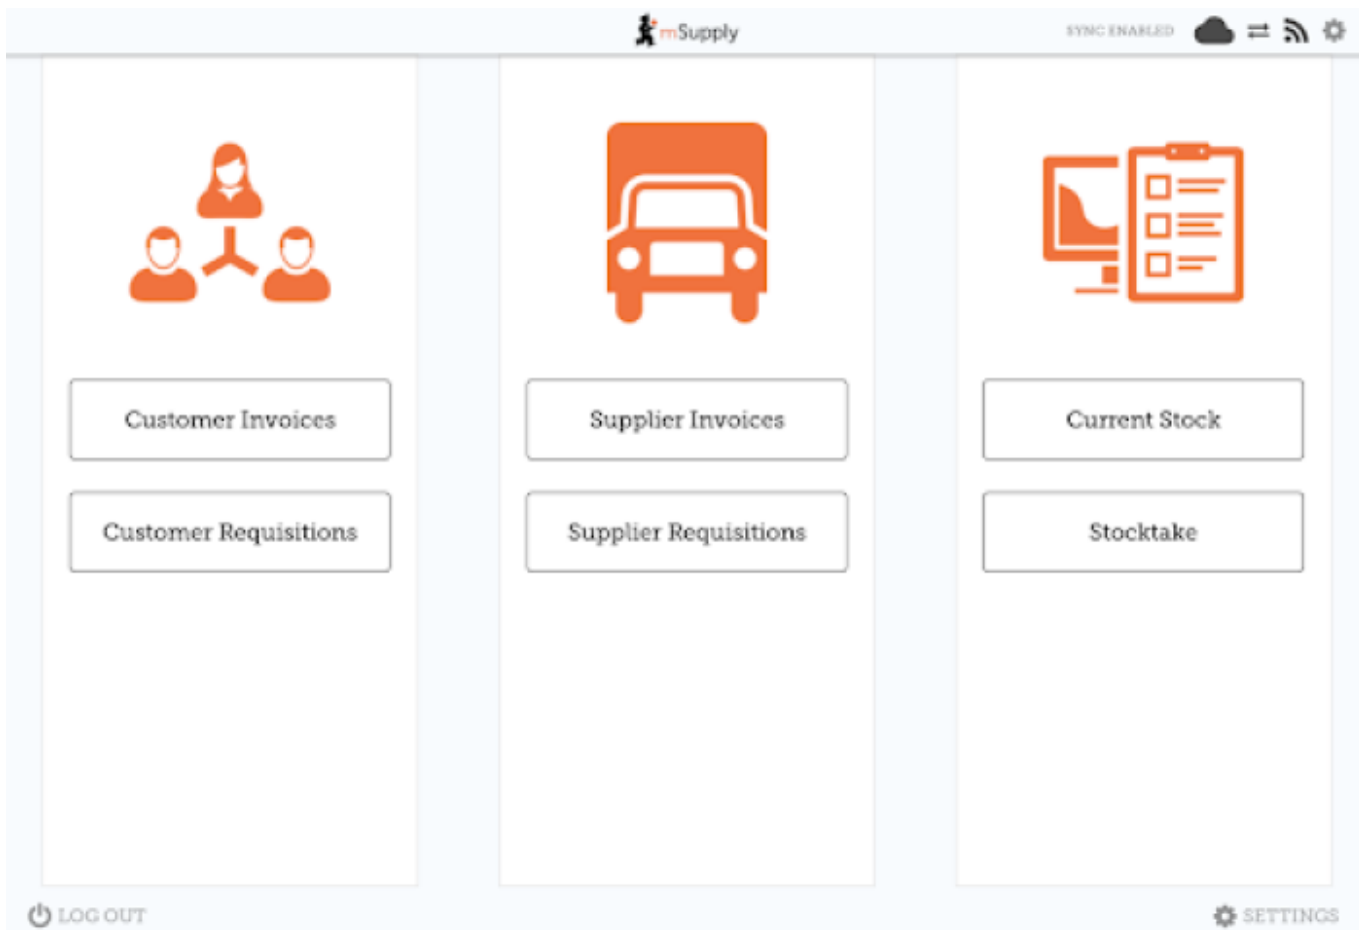 mSupply
SYNC ENABLED
Customer Invoices
Customer Requisitions
Supplier Invoices
Supplier Requisitions
Current Stock
Stocktake
LOG OUT
SETTINGS